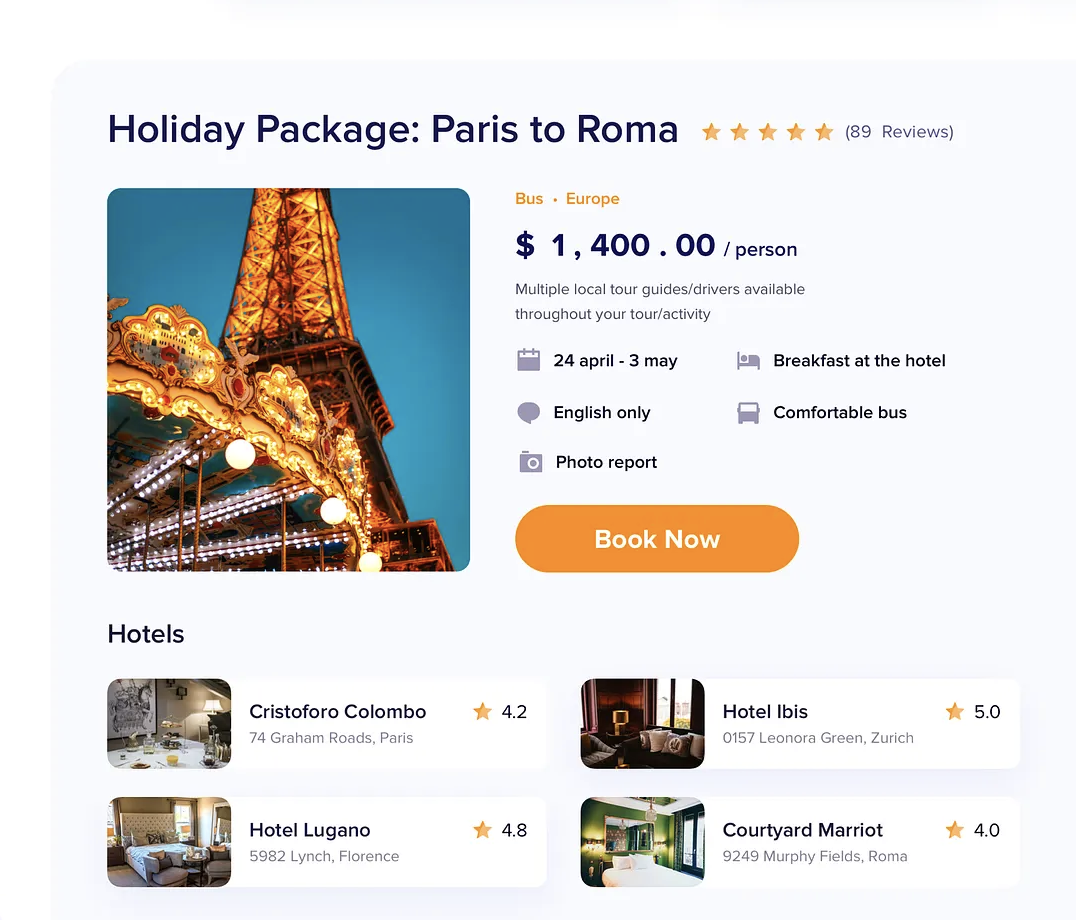 Holiday Package: Paris to Roma
(89 Reviews)
Bus • Europe
$ 1,400.00 / person
Multiple local tour guides/drivers available
throughout your tour/activity
24 april - 3 may
Breakfast at the hotel
English only
Comfortable bus
Photo report
Book Now
Hotels
Cristoforo Colombo
4.2
74 Graham Roads, Paris
Hotel Ibis
5.0
0157 Leonora Green, Zurich
Hotel Lugano
4.8
5982 Lynch, Florence
Courtyard Marriot
4.0
9249 Murphy Fields, Roma